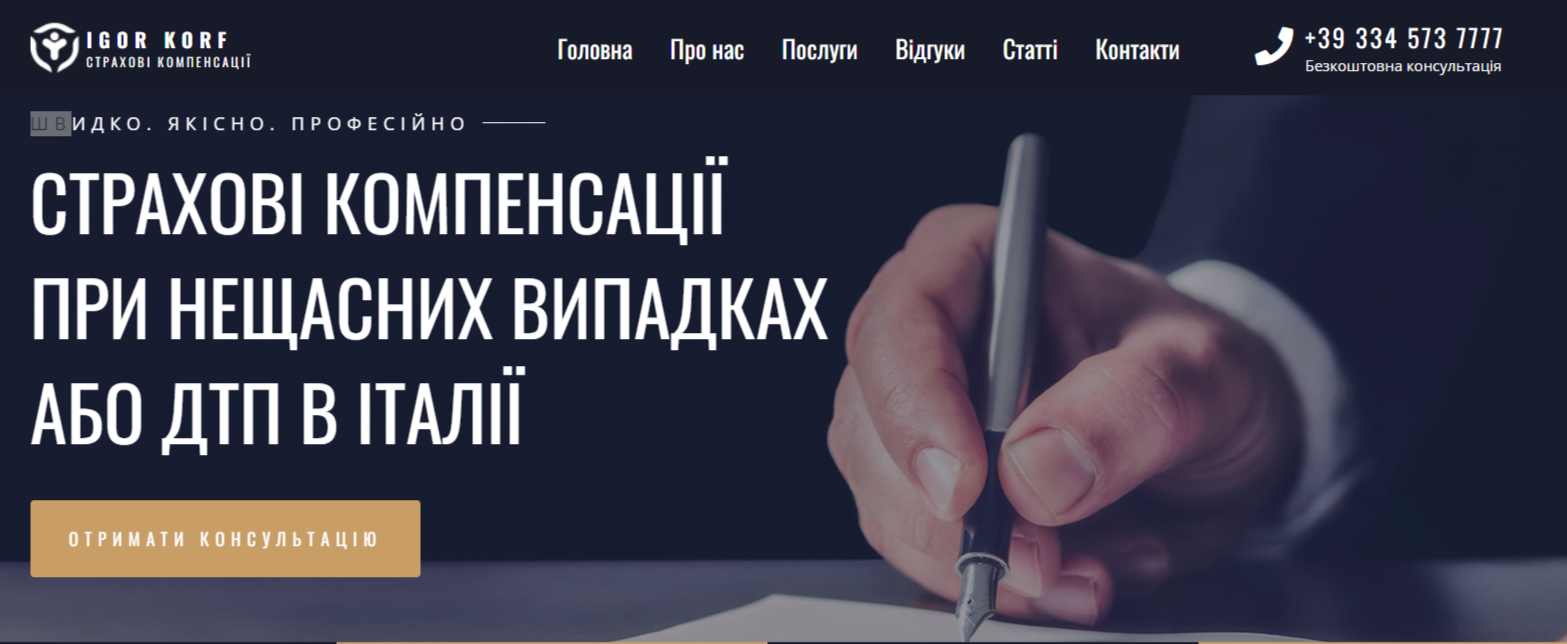 IGOR KORF
СТРАХОВІ КОМПЕНСАЦІЇ
Головна Про нас Послуги Відгуки Статті Контакти
+39 334 573 7777
Безкоштовна консультація
ШВИДКО. ЯКІСНО. ПРОФЕСІЙНО
СТРАХОВІ КОМПЕНСАЦІЇ
ПРИ НЕЩАСНИХ ВИПАДКАХ
АБО ДТП В ІТАЛІЇ
ОТРИМАТИ КОНСУЛЬТАЦІЮ